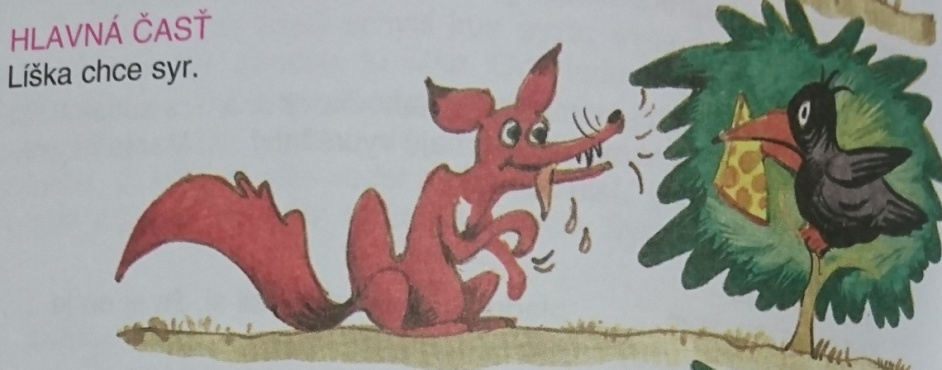 HLAVNÁ ČASŤ
Líška chce syr.